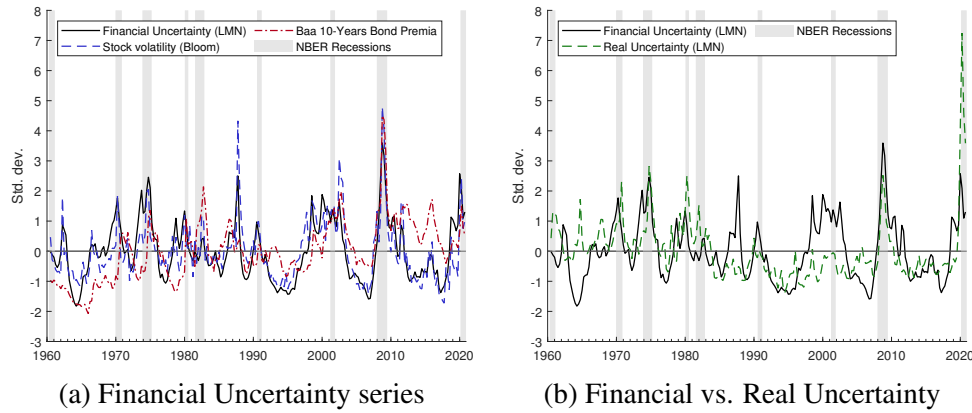 Financial Uncertainty (LMN)
Stock volatility (Bloom)
Baa 10-Years Bond Premia
NBER Recessions
Std. dev.
8
7
6
5
4
3
2
1
0
-1
-2
-3
1960 1970 1980 1990 2000 2010 2020
(a) Financial Uncertainty series
Financial Uncertainty (LMN)
Real Uncertainty (LMN)
NBER Recessions
Std. dev.
8
7
6
5
4
3
2
1
0
-1
-2
-3
1960 1970 1980 1990 2000 2010 2020
(b) Financial vs. Real Uncertainty